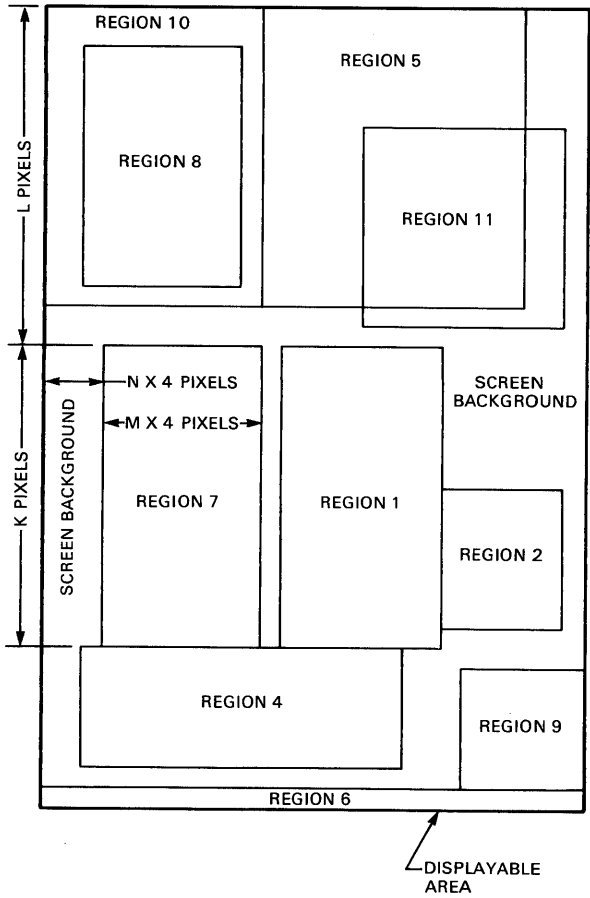 REGION 10
REGION 5
REGION 8
REGION 11
L PIXELS
N X 4 PIXELS
M X 4 PIXELS
SCREEN
BACKGROUND
K PIXELS
SCREEN BACKGROUND
REGION 7
REGION 1
REGION 2
REGION 4
REGION 9
REGION 6
DISPLAYABLE
AREA